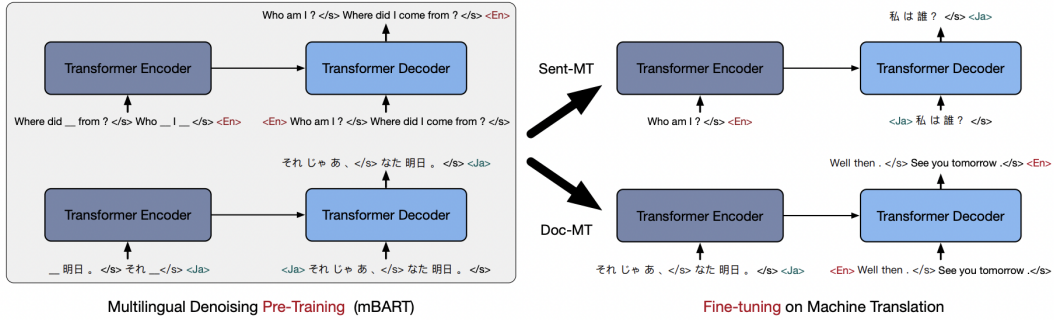 Who am I ? </s> Where did I come from ? </s> <En>
Transformer Encoder
Transformer Decoder
Where did __ from ? </s> Who __ I __ </s> <En>
<En> Who am I ? </s> Where did I come from ? </s>
それ じゃ あ 、</s> なた 明日 。 </s> <Ja>
Transformer Encoder
Transformer Decoder
__ 明日 。 </s> それ __</s> <Ja>
<Ja> それ じゃ あ 、</s> なた 明日 。 </s>
Multilingual Denoising Pre-Training (mBART)
Sent-MT
Doc-MT
私 は 誰 ? </s> <Ja>
Transformer Encoder
Transformer Decoder
Who am I ? </s> <En>
<Ja> 私 は 誰 ? </s>
Well then . </s> See you tomorrow .</s> <En>
Transformer Encoder
Transformer Decoder
それ じゃ あ 、</s> なた 明日 。 </s> <Ja>
<En> Well then . </s> See you tomorrow .</s>
Fine-tuning on Machine Translation